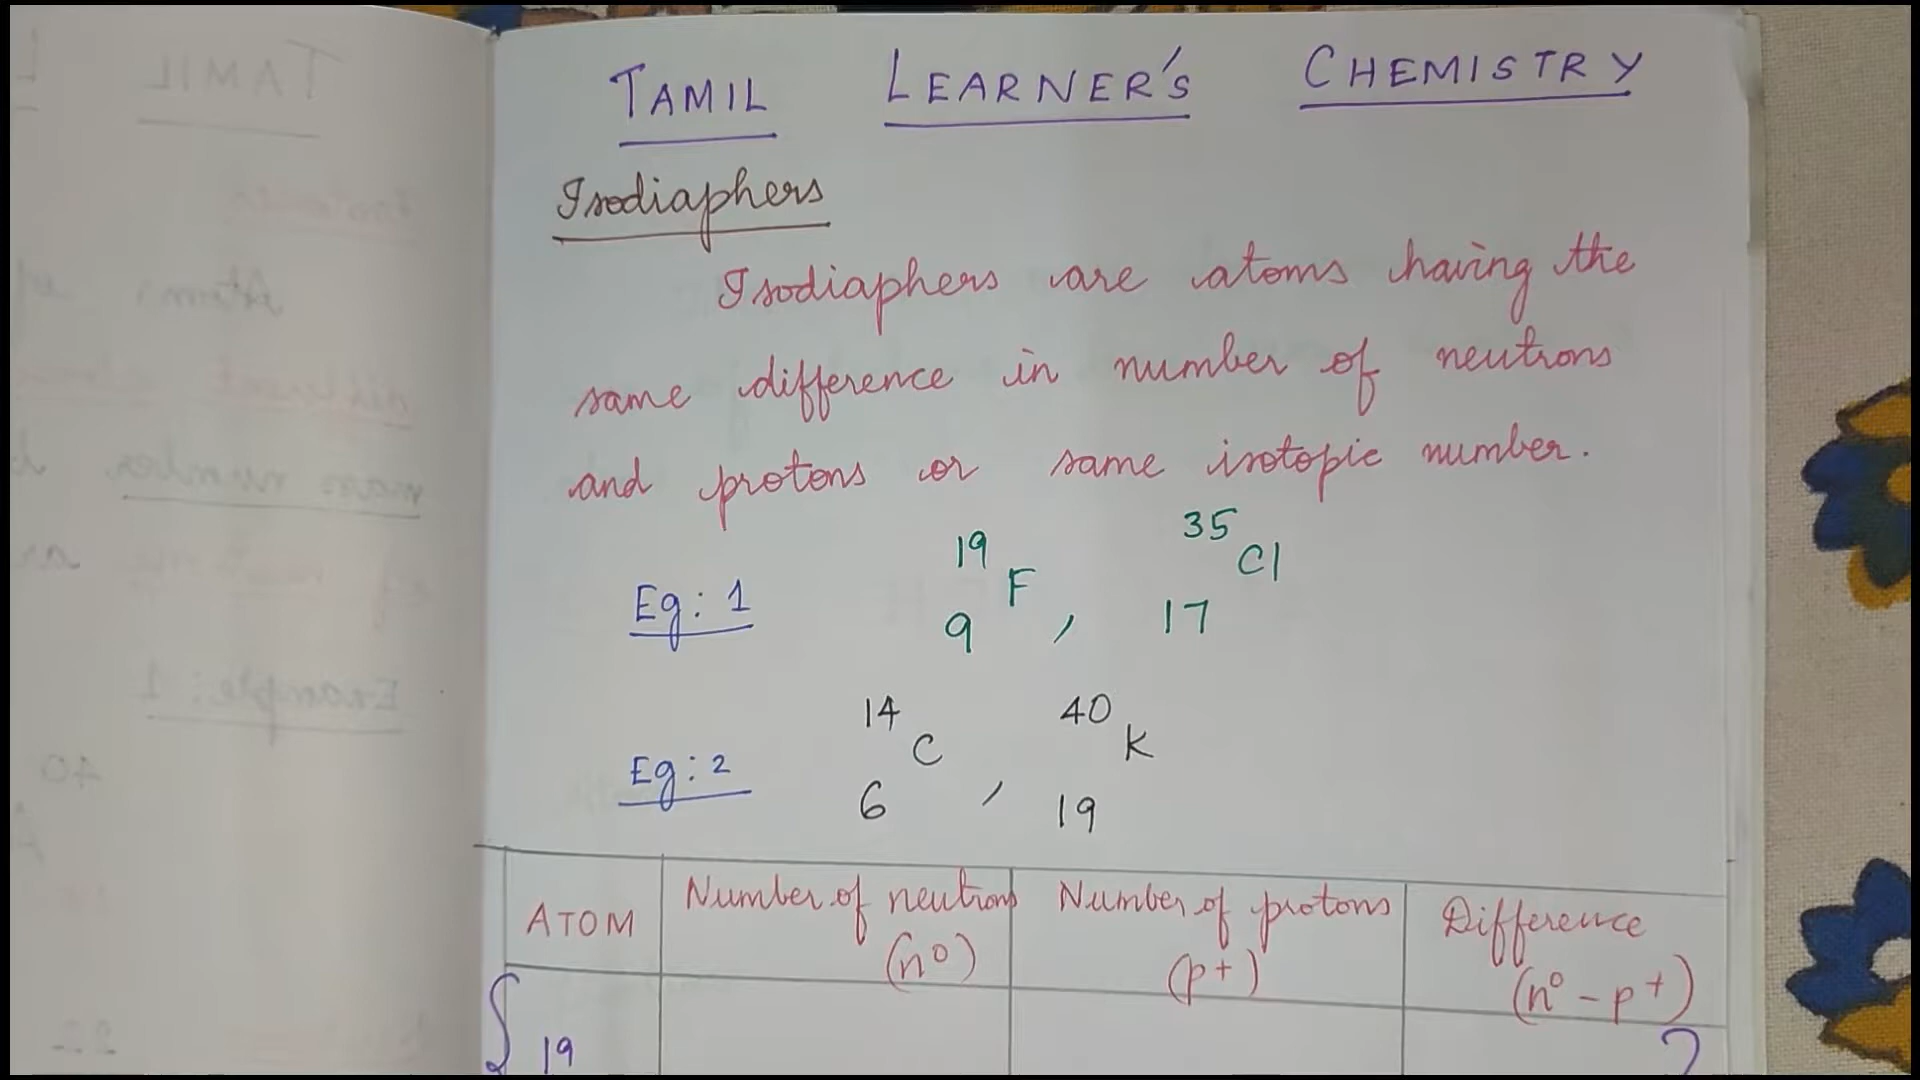 TAMIL LEARNER'S CHEMISTRY
Isodiaphers
Isodiaphers are atoms having the
same difference in number of neutrons
and protons or same isotopic number.
Eg: 1 19 9 F , 35 17 Cl
Eg: 2 14 6 C , 40 19 K
ATOM Number of neutrons (n⁰) Number of protons (p+) Difference (n⁰ - p+)
19